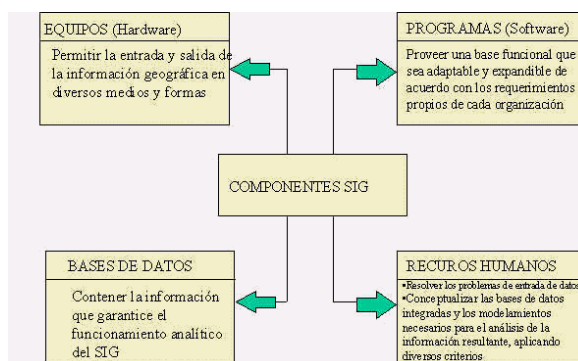 EQUIPOS (Hardware)
Permitir la entrada y salida de
la información geográfica en
diversos medios y formas
PROGRAMAS (Software)
Proveer una base funcional que
sea adaptable y expandible de
acuerdo con los requerimientos
propios de cada organización
COMPONENTES SIG
BASES DE DATOS
Contener la información
que garantice el
funcionamiento analítico
del SIG
RECUROS HUMANOS
•Resolver los problemas de entrada de datos
•Conceptualizar las bases de datos
integradas y los modelamientos
necesarios para el análisis de la
información resultante, aplicando
diversos criterios